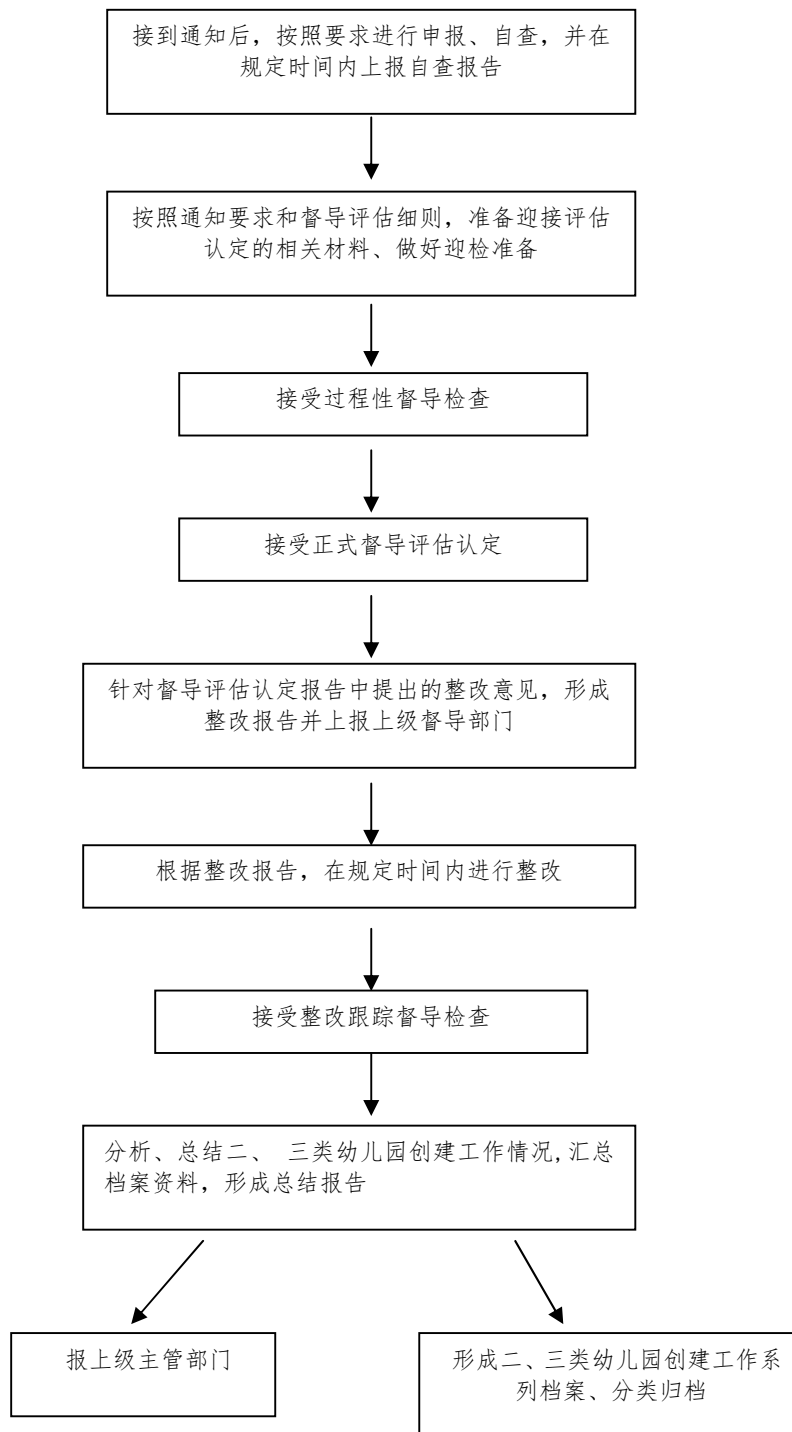 接到通知后，按照要求进行申报、自查，并在
规定时间内上报自查报告
按照通知要求和督导评估细则，准备迎接评估
认定的相关材料、做好迎检准备
接受过程性督导检查
接受正式督导评估认定
针对督导评估认定报告中提出的整改意见，形成
整改报告并上报上级督导部门
根据整改报告，在规定时间内进行整改
接受整改跟踪督导检查
分析、总结二、 三类幼儿园创建工作情况,汇总
档案资料，形成总结报告
报上级主管部门
形成二、三类幼儿园创建工作系
列档案、分类归档